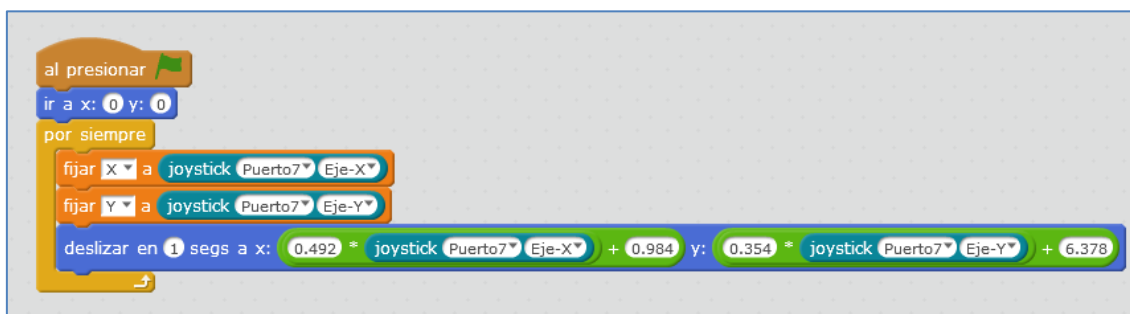 al presionar
ir a x: 0 y: 0
por siempre
fijar X a joystick Puerto7 Eje-X
fijar Y a joystick Puerto7 Eje-Y
deslizar en 1 segs a x: 0.492 * joystick Puerto7 Eje-X + 0.984 y: 0.354 * joystick Puerto7 Eje-Y + 6.378